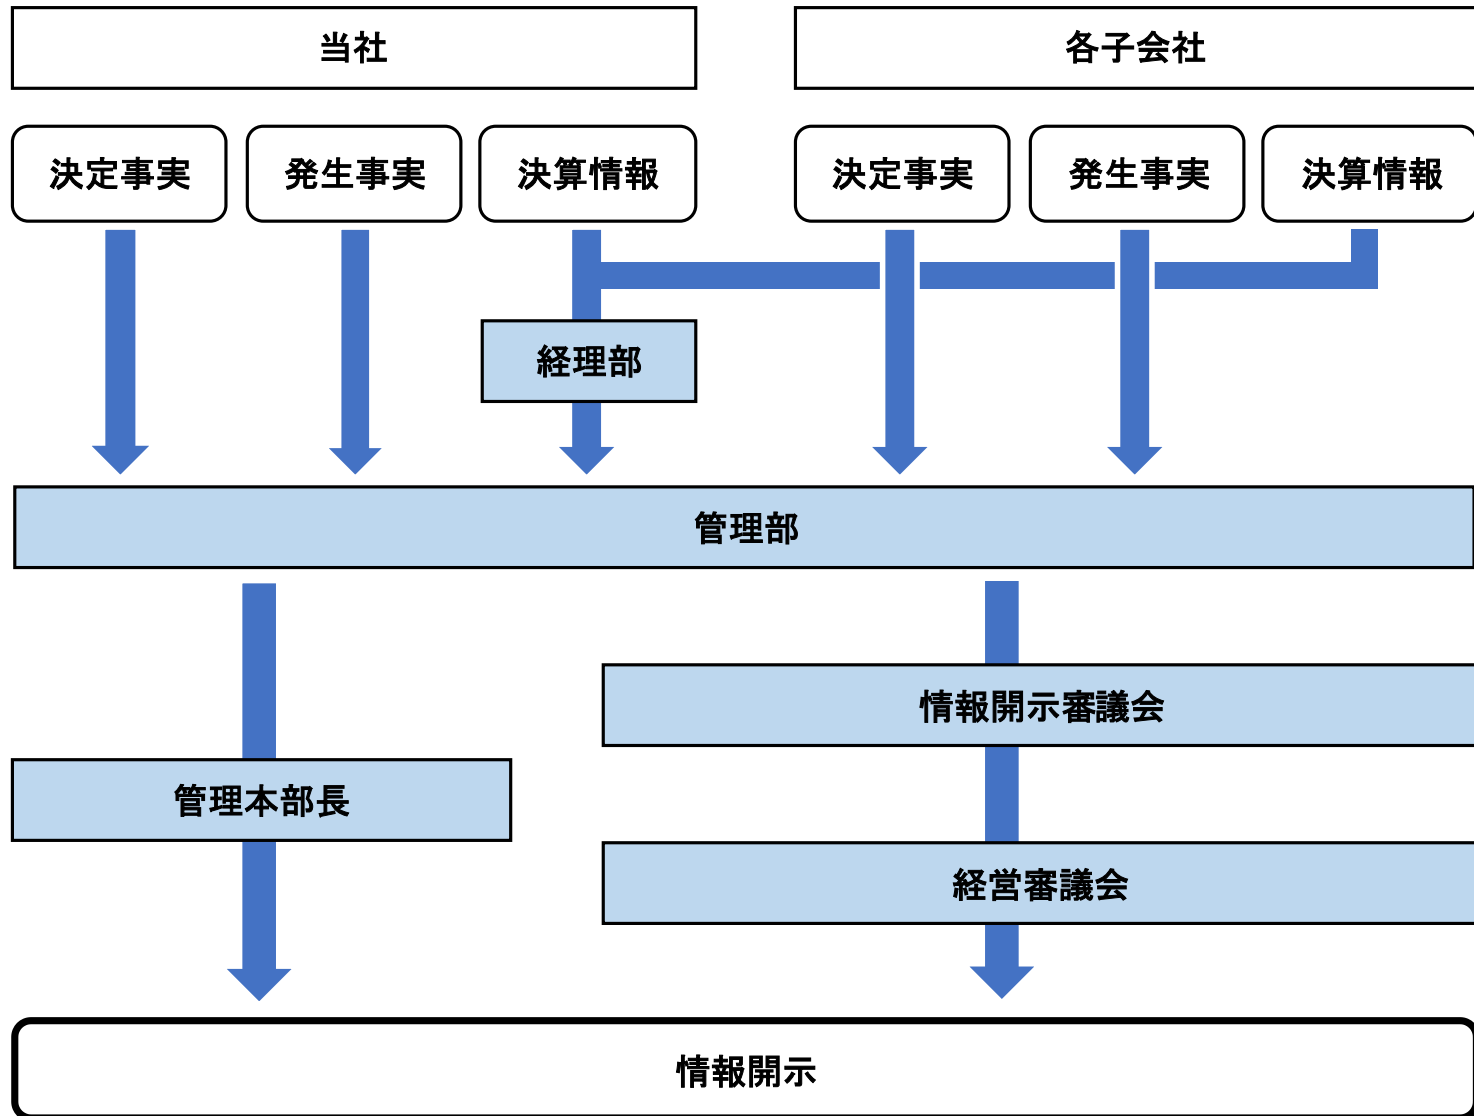 当社
各子会社
決定事実
発生事実
決算情報
決定事実
発生事実
決算情報
経理部
管理部
情報開示審議会
管理本部長
経営審議会
情報開示